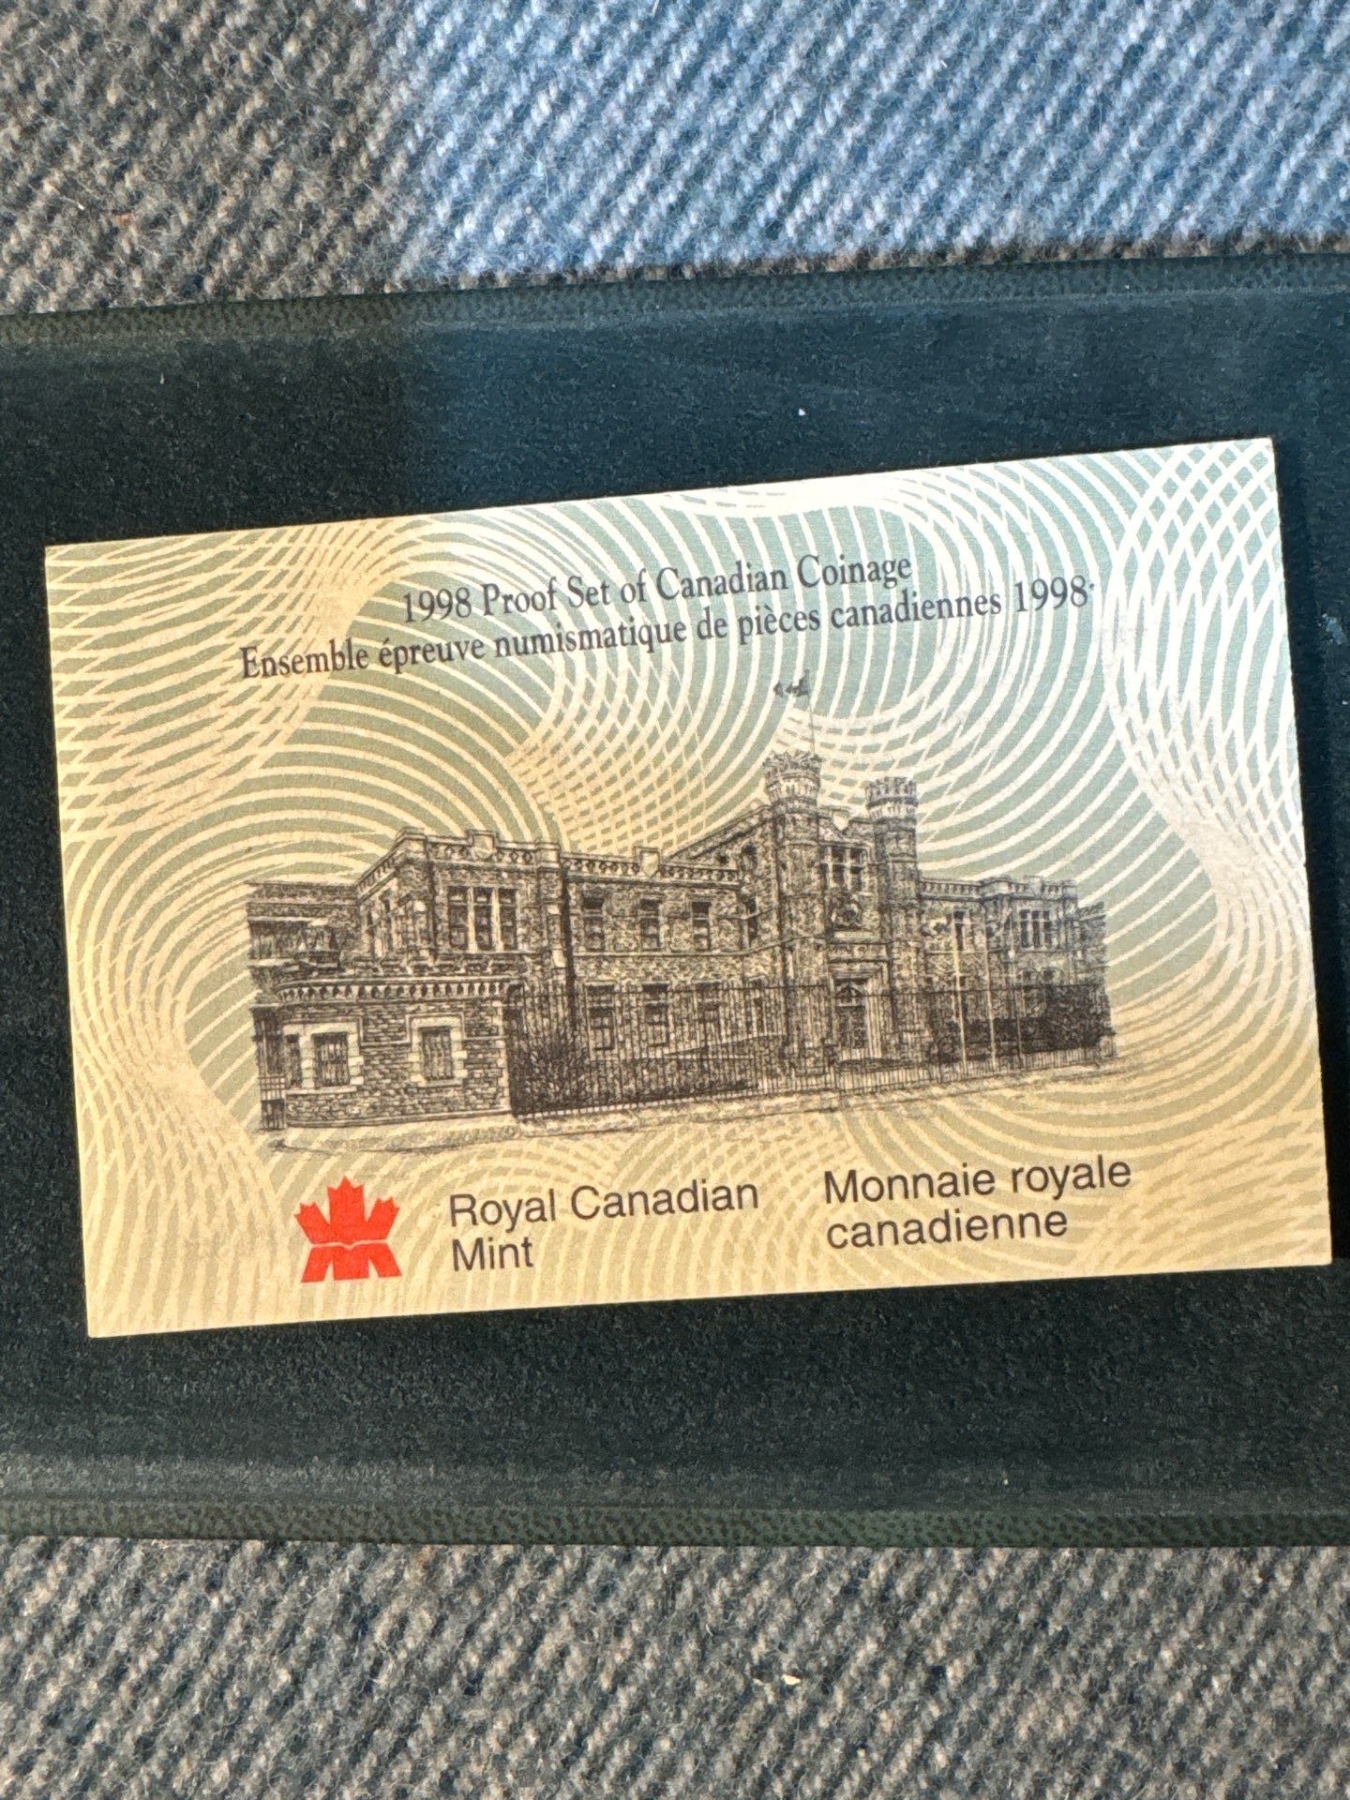 1998 Proof Set of Canadian Coinage
Ensemble épreuve numismatique de pièces canadiennes 1998
Royal Canadian
Mint
Monnaie royale
canadienne